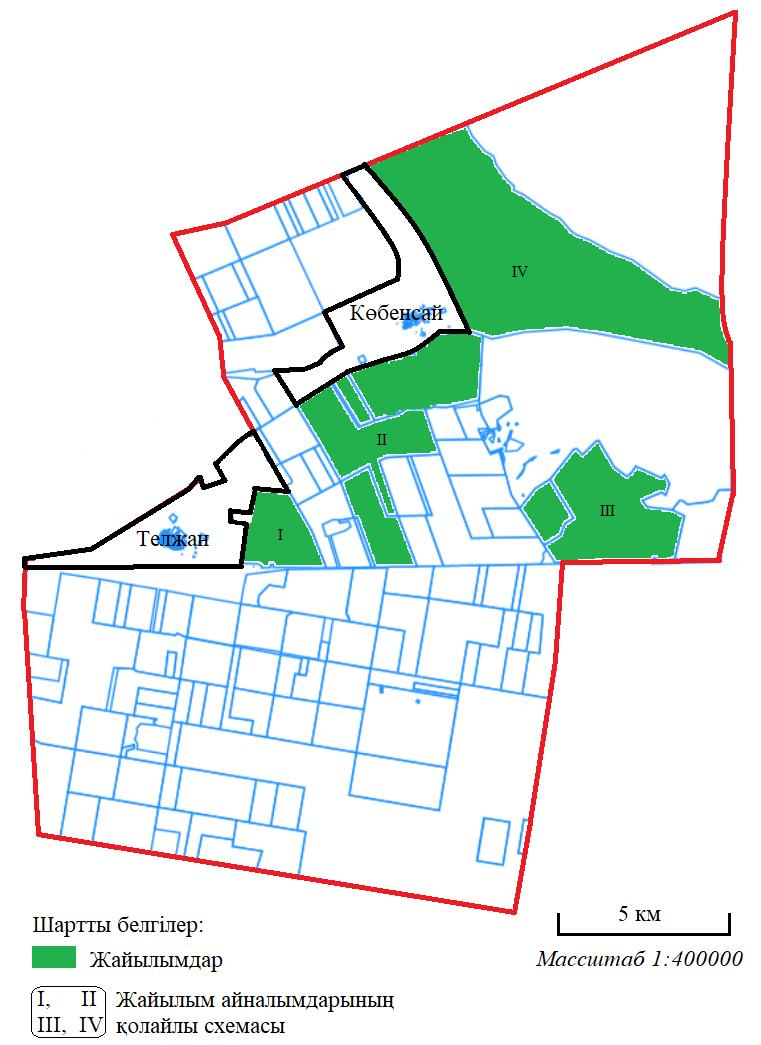 IV
Көбенсай
II
III
I
Телжан
5 км
Масштаб 1:400000
Шартты белгілер:
Жайылымдар
I, II
III, IV
Жайылым айналымдарының
қолайлы схемасы